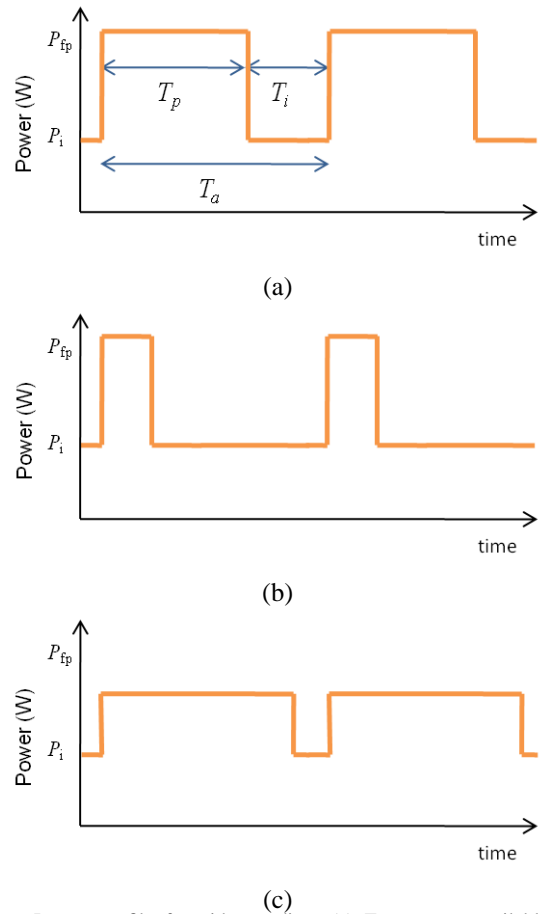 P_fp
T_p
T_i
P_i
T_a
Power (W)
time
(a)
P_fp
P_i
Power (W)
time
(b)
P_fp
P_i
Power (W)
time
(c)